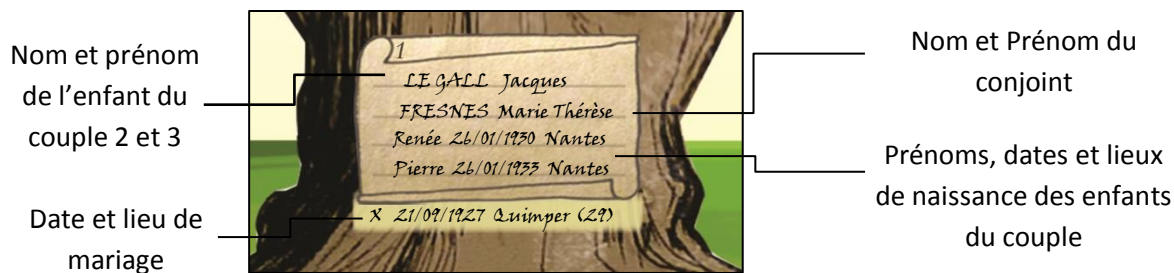 Nom et prénom
de l’enfant du
couple 2 et 3
Date et lieu de
mariage
1
LE GALL Jacques
FRESNES Marie Thérèse
Renée 26/01/1930 Nantes
Pierre 26/01/1933 Nantes
X 21/09/1927 Quimper (29)
Nom et Prénom du
conjoint
Prénoms, dates et lieux
de naissance des enfants
du couple